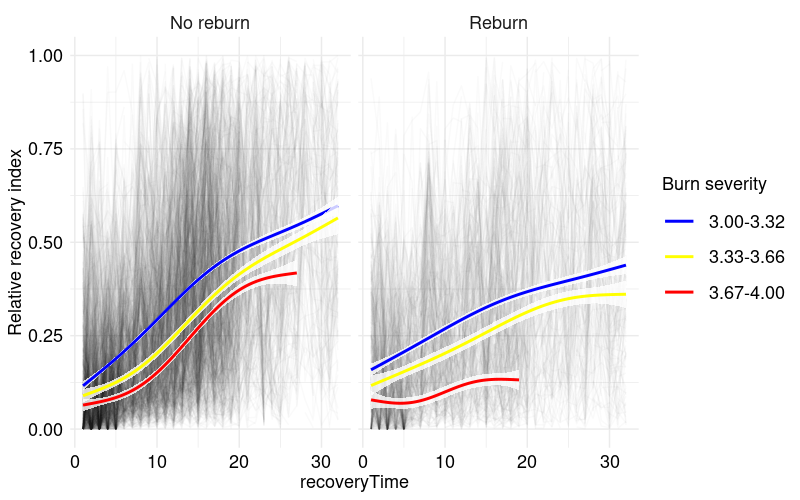 No reburn
Reburn
1.00
0.75
0.50
0.25
0.00
Relative recovery index
0 10 20 30
0 10 20 30
recoveryTime
Burn severity
3.00-3.32
3.33-3.66
3.67-4.00